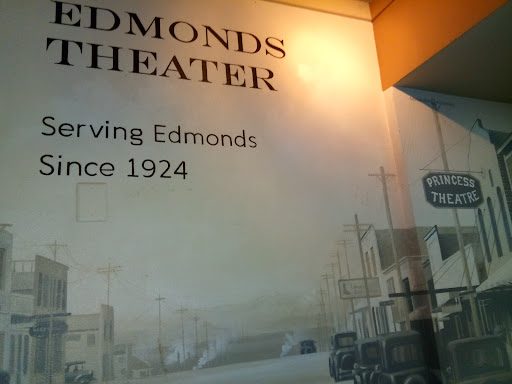 EDMONDS
THEATER
Serving Edmonds
Since 1924
PRINCESS
THEATRE